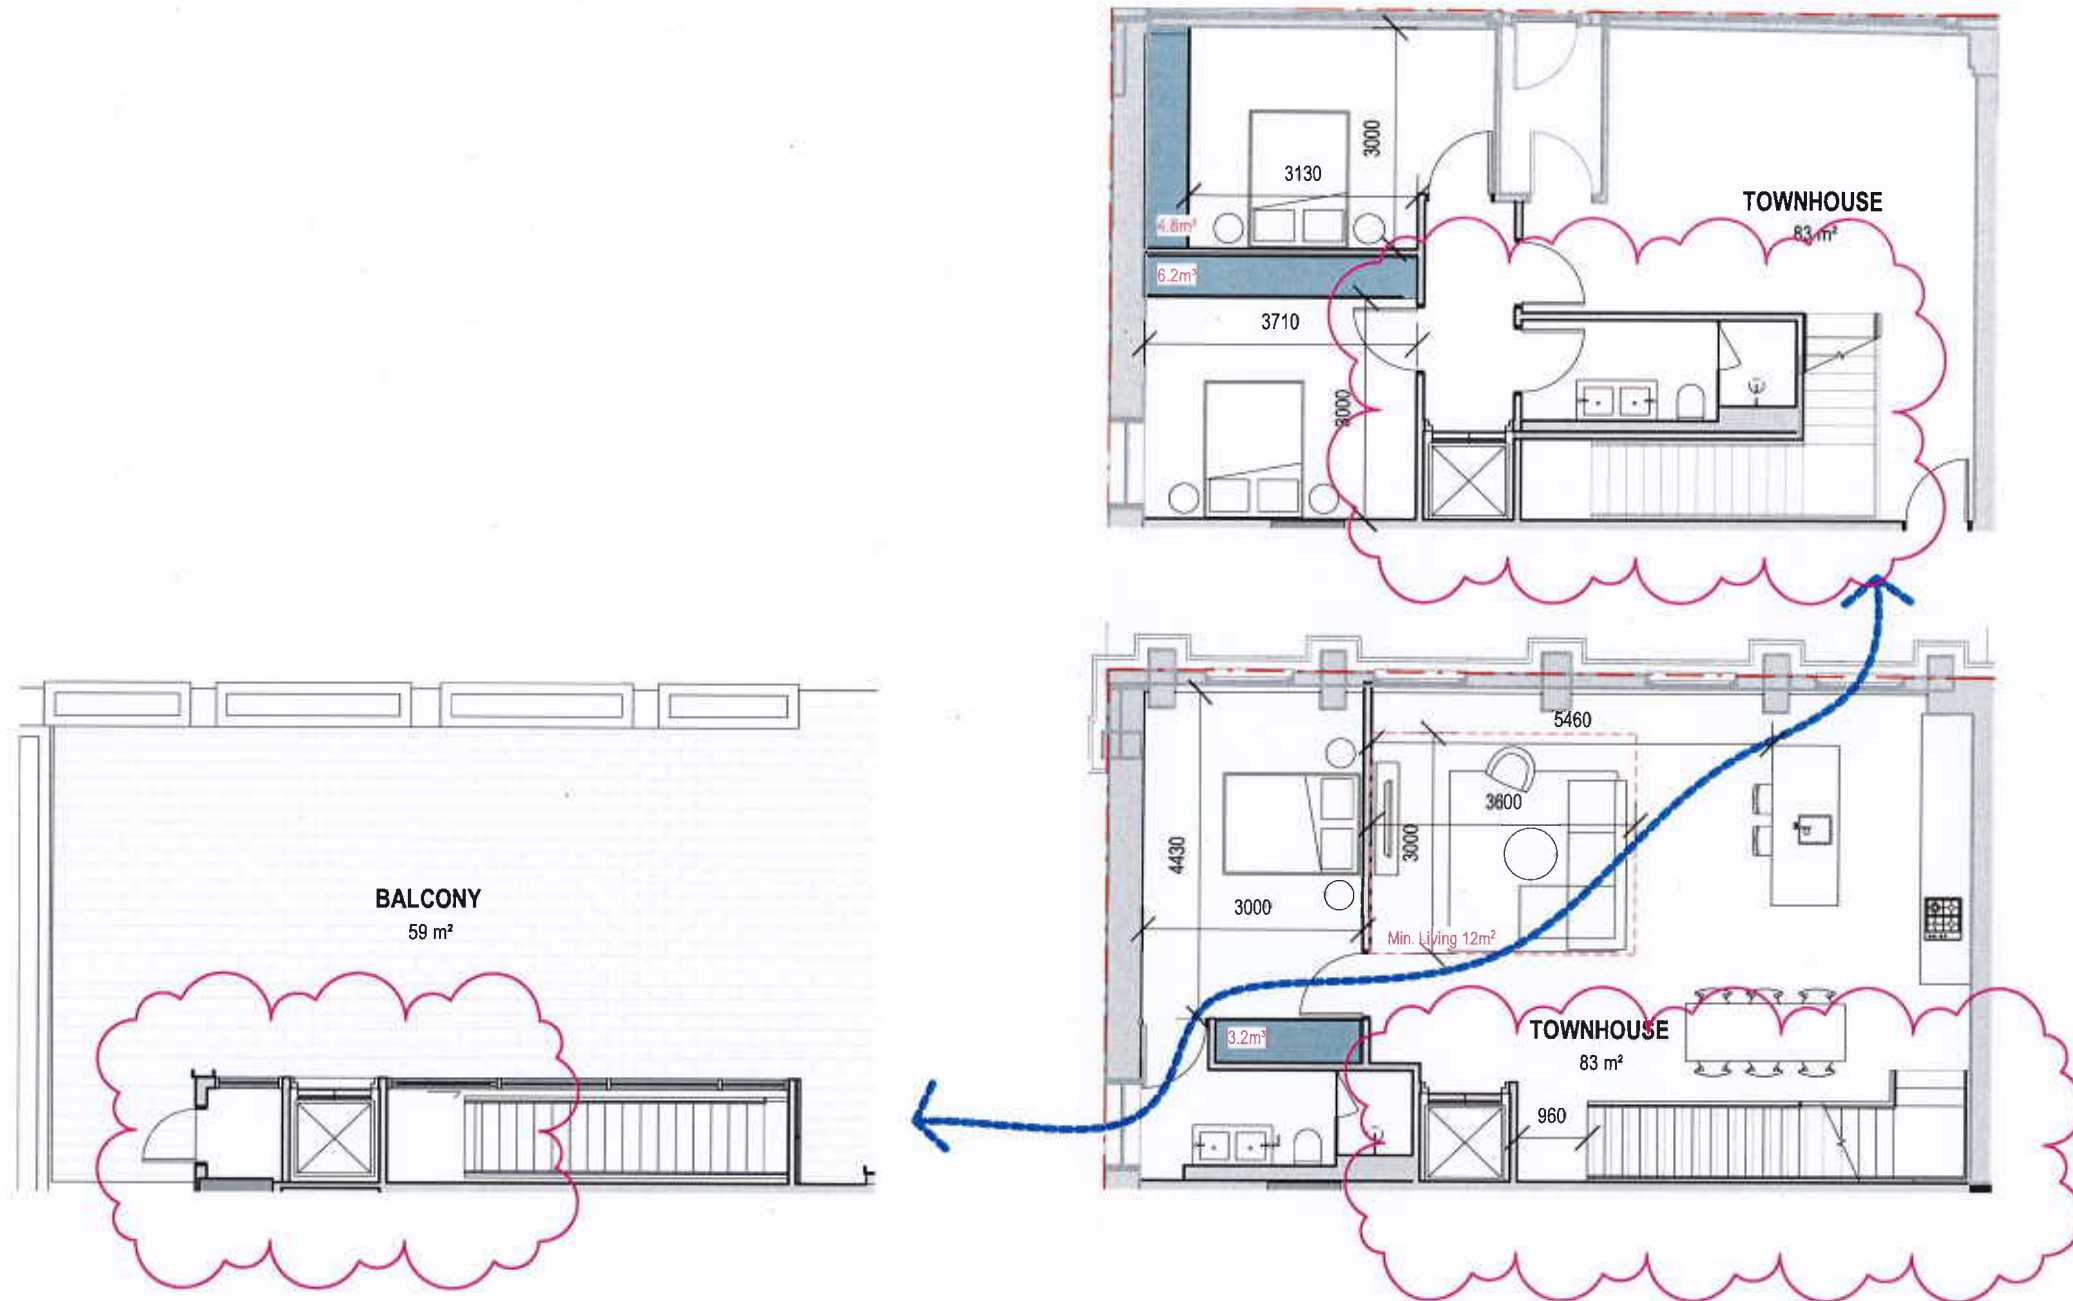 3000
3130
TOWNHOUSE
83 m²
4.8m³
6.2m³
3710
3000
5460
3600
3000
4430
3000
Min. Living 12m²
BALCONY
59 m²
TOWNHOUSE
83 m²
3.2m³
960